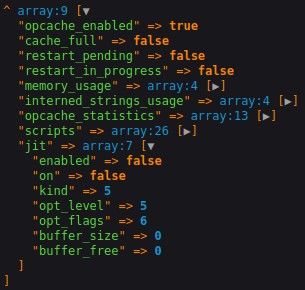 ^ array:9 [▼
"opcache_enabled" => true
"cache_full" => false
"restart_pending" => false
"restart_in_progress" => false
"memory_usage" => array:4 [▶]
"interned_strings_usage" => array:4 [▶]
"opcache_statistics" => array:13 [▶]
"scripts" => array:26 [▶]
"jit" => array:7 [▼
"enabled" => false
"on" => false
"kind" => 5
"opt_level" => 5
"opt_flags" => 6
"buffer_size" => 0
"buffer_free" => 0
]
]